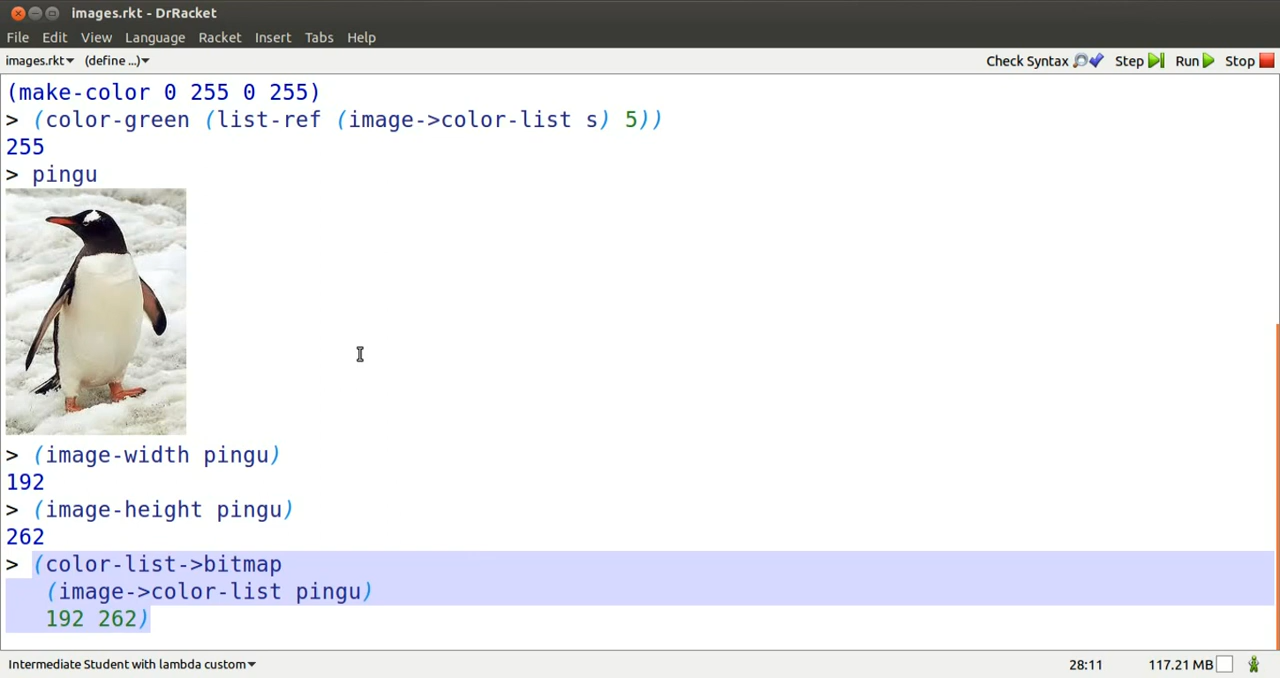 images.rkt - DrRacket
File Edit View Language Racket Insert Tabs Help
images.rkt (define ...) Check Syntax Step Run Stop
(make-color 0 255 0 255)
> (color-green (list-ref (image->color-list s) 5))
255
> pingu
> (image-width pingu)
192
> (image-height pingu)
262
> (color-list->bitmap
(image->color-list pingu)
192 262)
Intermediate Student with lambda custom 28:11 117.21 MB